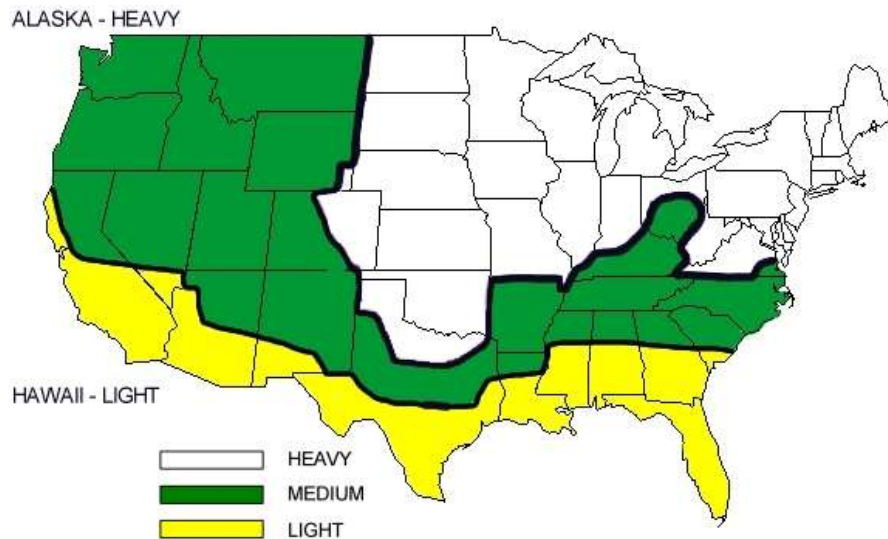 ALASKA - HEAVY
HAWAII - LIGHT
HEAVY
MEDIUM
LIGHT